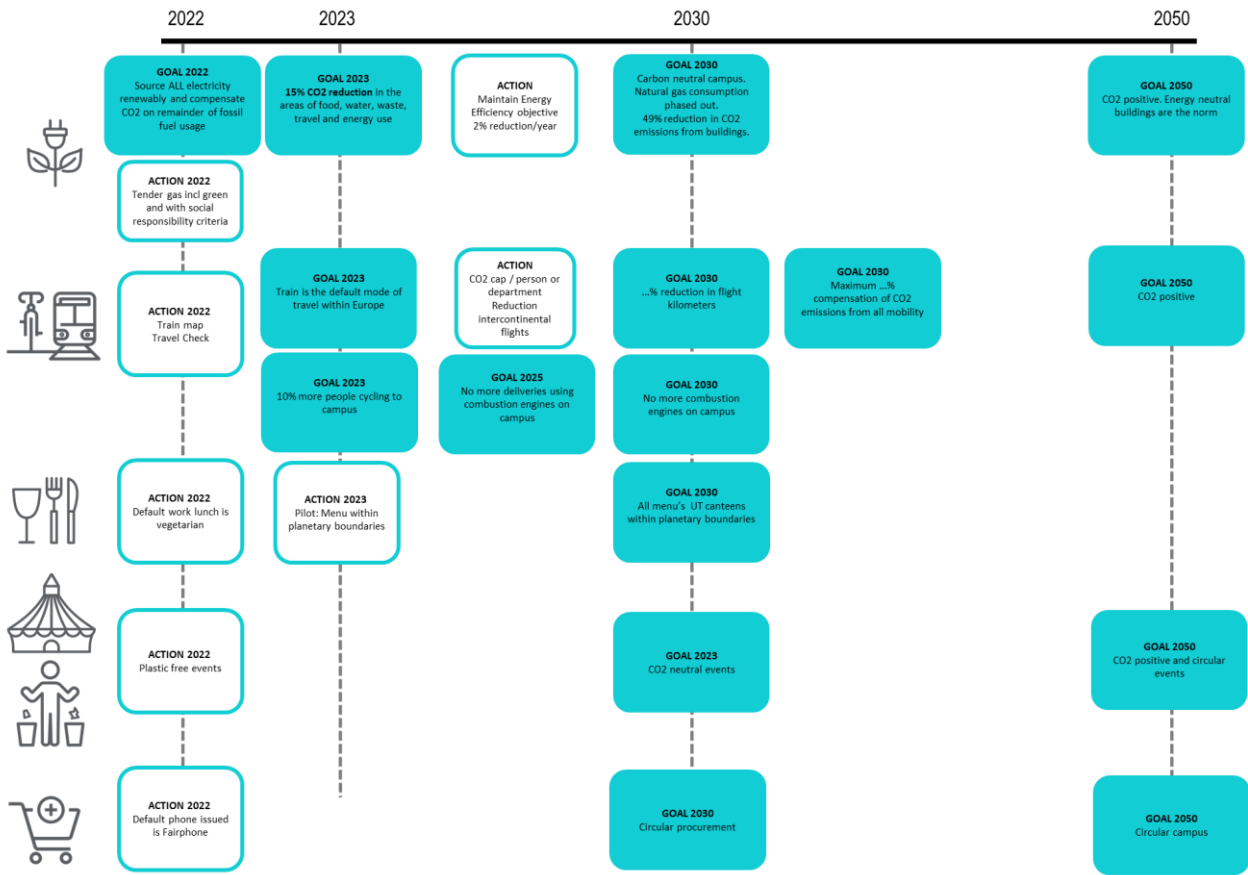 2022
2023
2030
2050
GOAL 2022
Source ALL electricity
renewably and compensate
CO2 on remainder of fossil
fuel usage
GOAL 2023
15% CO2 reduction in the
areas of food, water, waste,
travel and energy use
ACTION
Maintain Energy
Efficiency objective
2% reduction/year
GOAL 2030
Carbon neutral campus.
Natural gas consumption
phased out.
49% reduction in CO2
emissions from buildings.
GOAL 2050
CO2 positive. Energy neutral
buildings are the norm
ACTION 2022
Tender gas incl green
and with social
responsibility criteria
ACTION 2022
Train map
Travel Check
GOAL 2023
Train is the default mode of
travel within Europe
ACTION
CO2 cap / person or
department
Reduction
intercontinental
flights
GOAL 2030
...% reduction in flight
kilometers
GOAL 2030
Maximum ...%
compensation of CO2
emissions from all mobility
GOAL 2050
CO2 positive
GOAL 2023
10% more people cycling to
campus
GOAL 2025
No more deliveries using
combustion engines on
campus
GOAL 2030
No more combustion
engines on campus
ACTION 2022
Default work lunch is
vegetarian
ACTION 2023
Pilot: Menu within
planetary boundaries
GOAL 2030
All menu's UT canteens
within planetary boundaries
ACTION 2022
Plastic free events
GOAL 2023
CO2 neutral events
GOAL 2050
CO2 positive and circular
events
ACTION 2022
Default phone issued
is Fairphone
GOAL 2030
Circular procurement
GOAL 2050
Circular campus